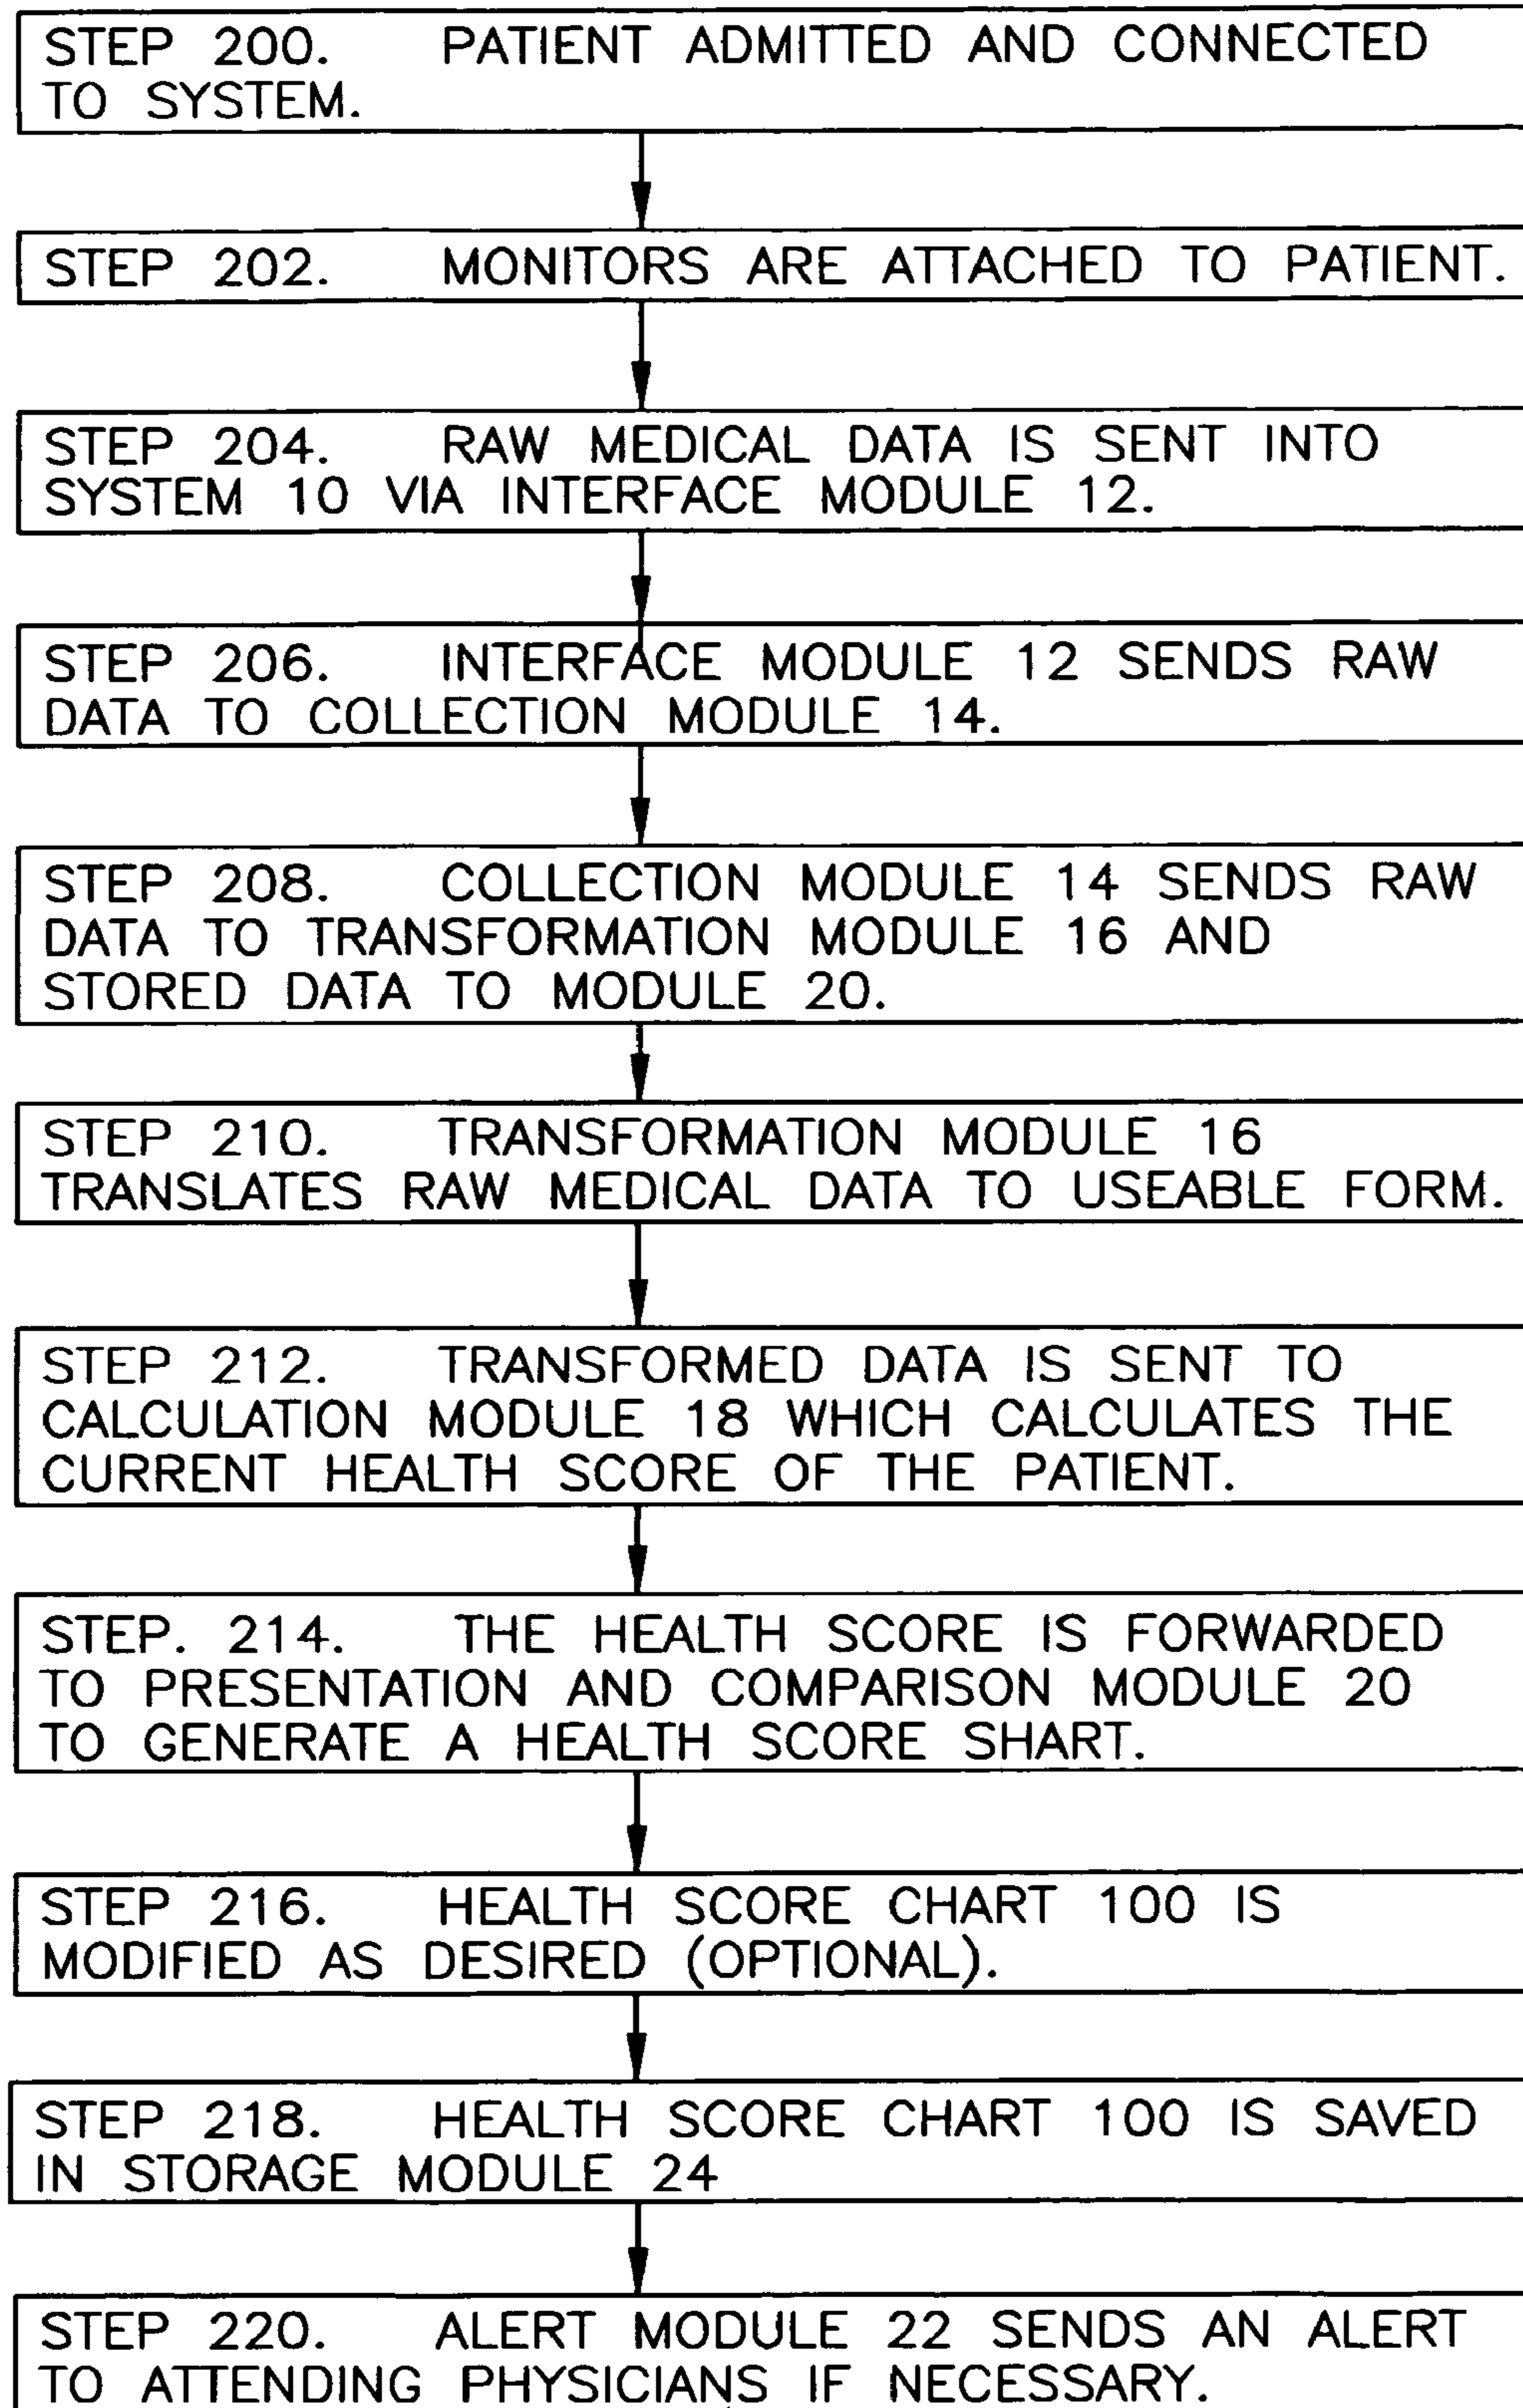 STEP 200. PATIENT ADMITTED AND CONNECTED
TO SYSTEM.
STEP 202. MONITORS ARE ATTACHED TO PATIENT.
STEP 204. RAW MEDICAL DATA IS SENT INTO
SYSTEM 10 VIA INTERFACE MODULE 12.
STEP 206. INTERFACE MODULE 12 SENDS RAW
DATA TO COLLECTION MODULE 14.
STEP 208. COLLECTION MODULE 14 SENDS RAW
DATA TO TRANSFORMATION MODULE 16 AND
STORED DATA TO MODULE 20.
STEP 210. TRANSFORMATION MODULE 16
TRANSLATES RAW MEDICAL DATA TO USEABLE FORM.
STEP 212. TRANSFORMED DATA IS SENT TO
CALCULATION MODULE 18 WHICH CALCULATES THE
CURRENT HEALTH SCORE OF THE PATIENT.
STEP. 214. THE HEALTH SCORE IS FORWARDED
TO PRESENTATION AND COMPARISON MODULE 20
TO GENERATE A HEALTH SCORE SHART.
STEP 216. HEALTH SCORE CHART 100 IS
MODIFIED AS DESIRED (OPTIONAL).
STEP 218. HEALTH SCORE CHART 100 IS SAVED
IN STORAGE MODULE 24
STEP 220. ALERT MODULE 22 SENDS AN ALERT
TO ATTENDING PHYSICIANS IF NECESSARY.